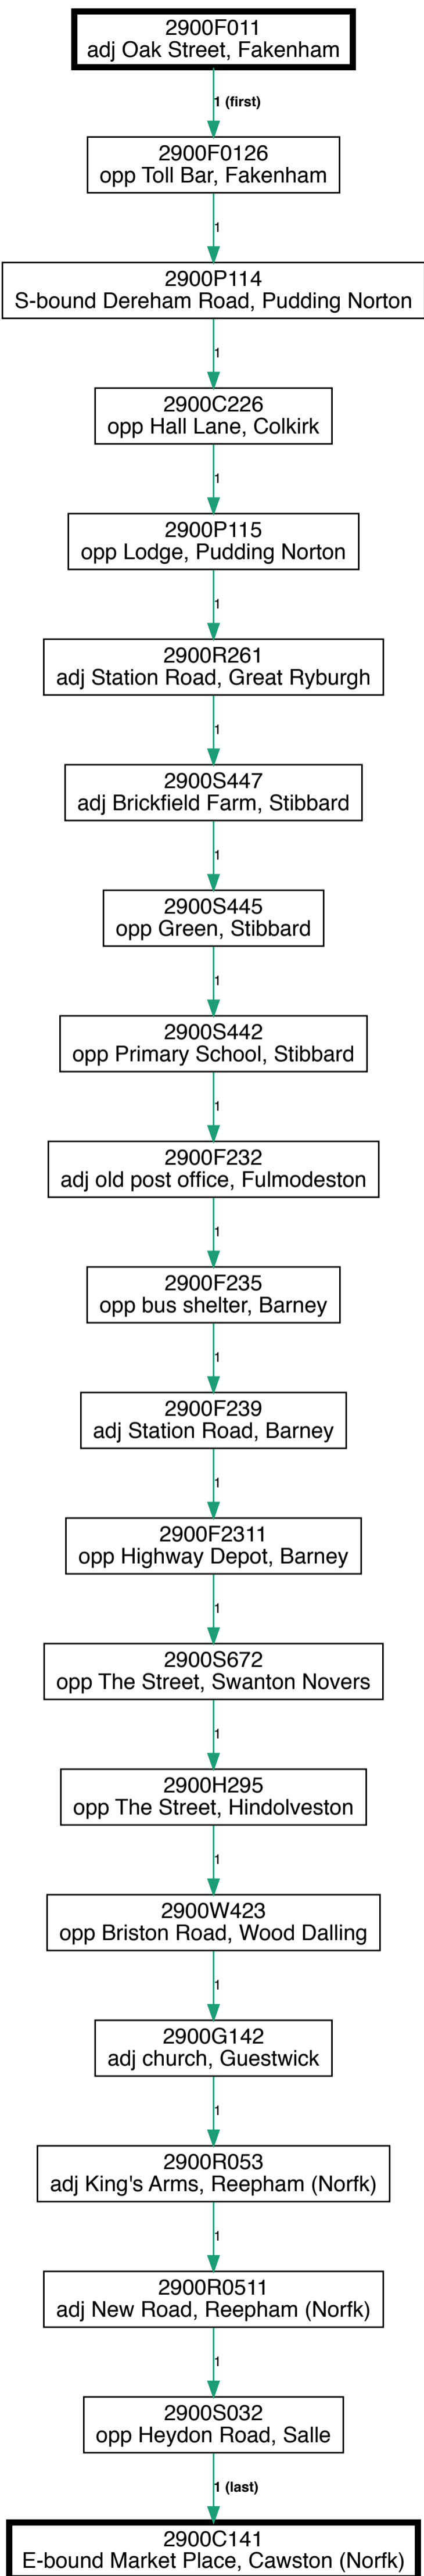 2900F011
adj Oak Street, Fakenham
1 (first)
2900F0126
opp Toll Bar, Fakenham
1
2900P114
S-bound Dereham Road, Pudding Norton
1
2900C226
opp Hall Lane, Colkirk
1
2900P115
opp Lodge, Pudding Norton
1
2900R261
adj Station Road, Great Ryburgh
1
2900S447
adj Brickfield Farm, Stibbard
1
2900S445
opp Green, Stibbard
1
2900S442
opp Primary School, Stibbard
1
2900F232
adj old post office, Fulmodeston
1
2900F235
opp bus shelter, Barney
1
2900F239
adj Station Road, Barney
1
2900F2311
opp Highway Depot, Barney
1
2900S672
opp The Street, Swanton Novers
1
2900H295
opp The Street, Hindolveston
1
2900W423
opp Briston Road, Wood Dalling
1
2900G142
adj church, Guestwick
1
2900R053
adj King's Arms, Reepham (Norfk)
1
2900R0511
adj New Road, Reepham (Norfk)
1
2900S032
opp Heydon Road, Salle
1 (last)
2900C141
E-bound Market Place, Cawston (Norfk)